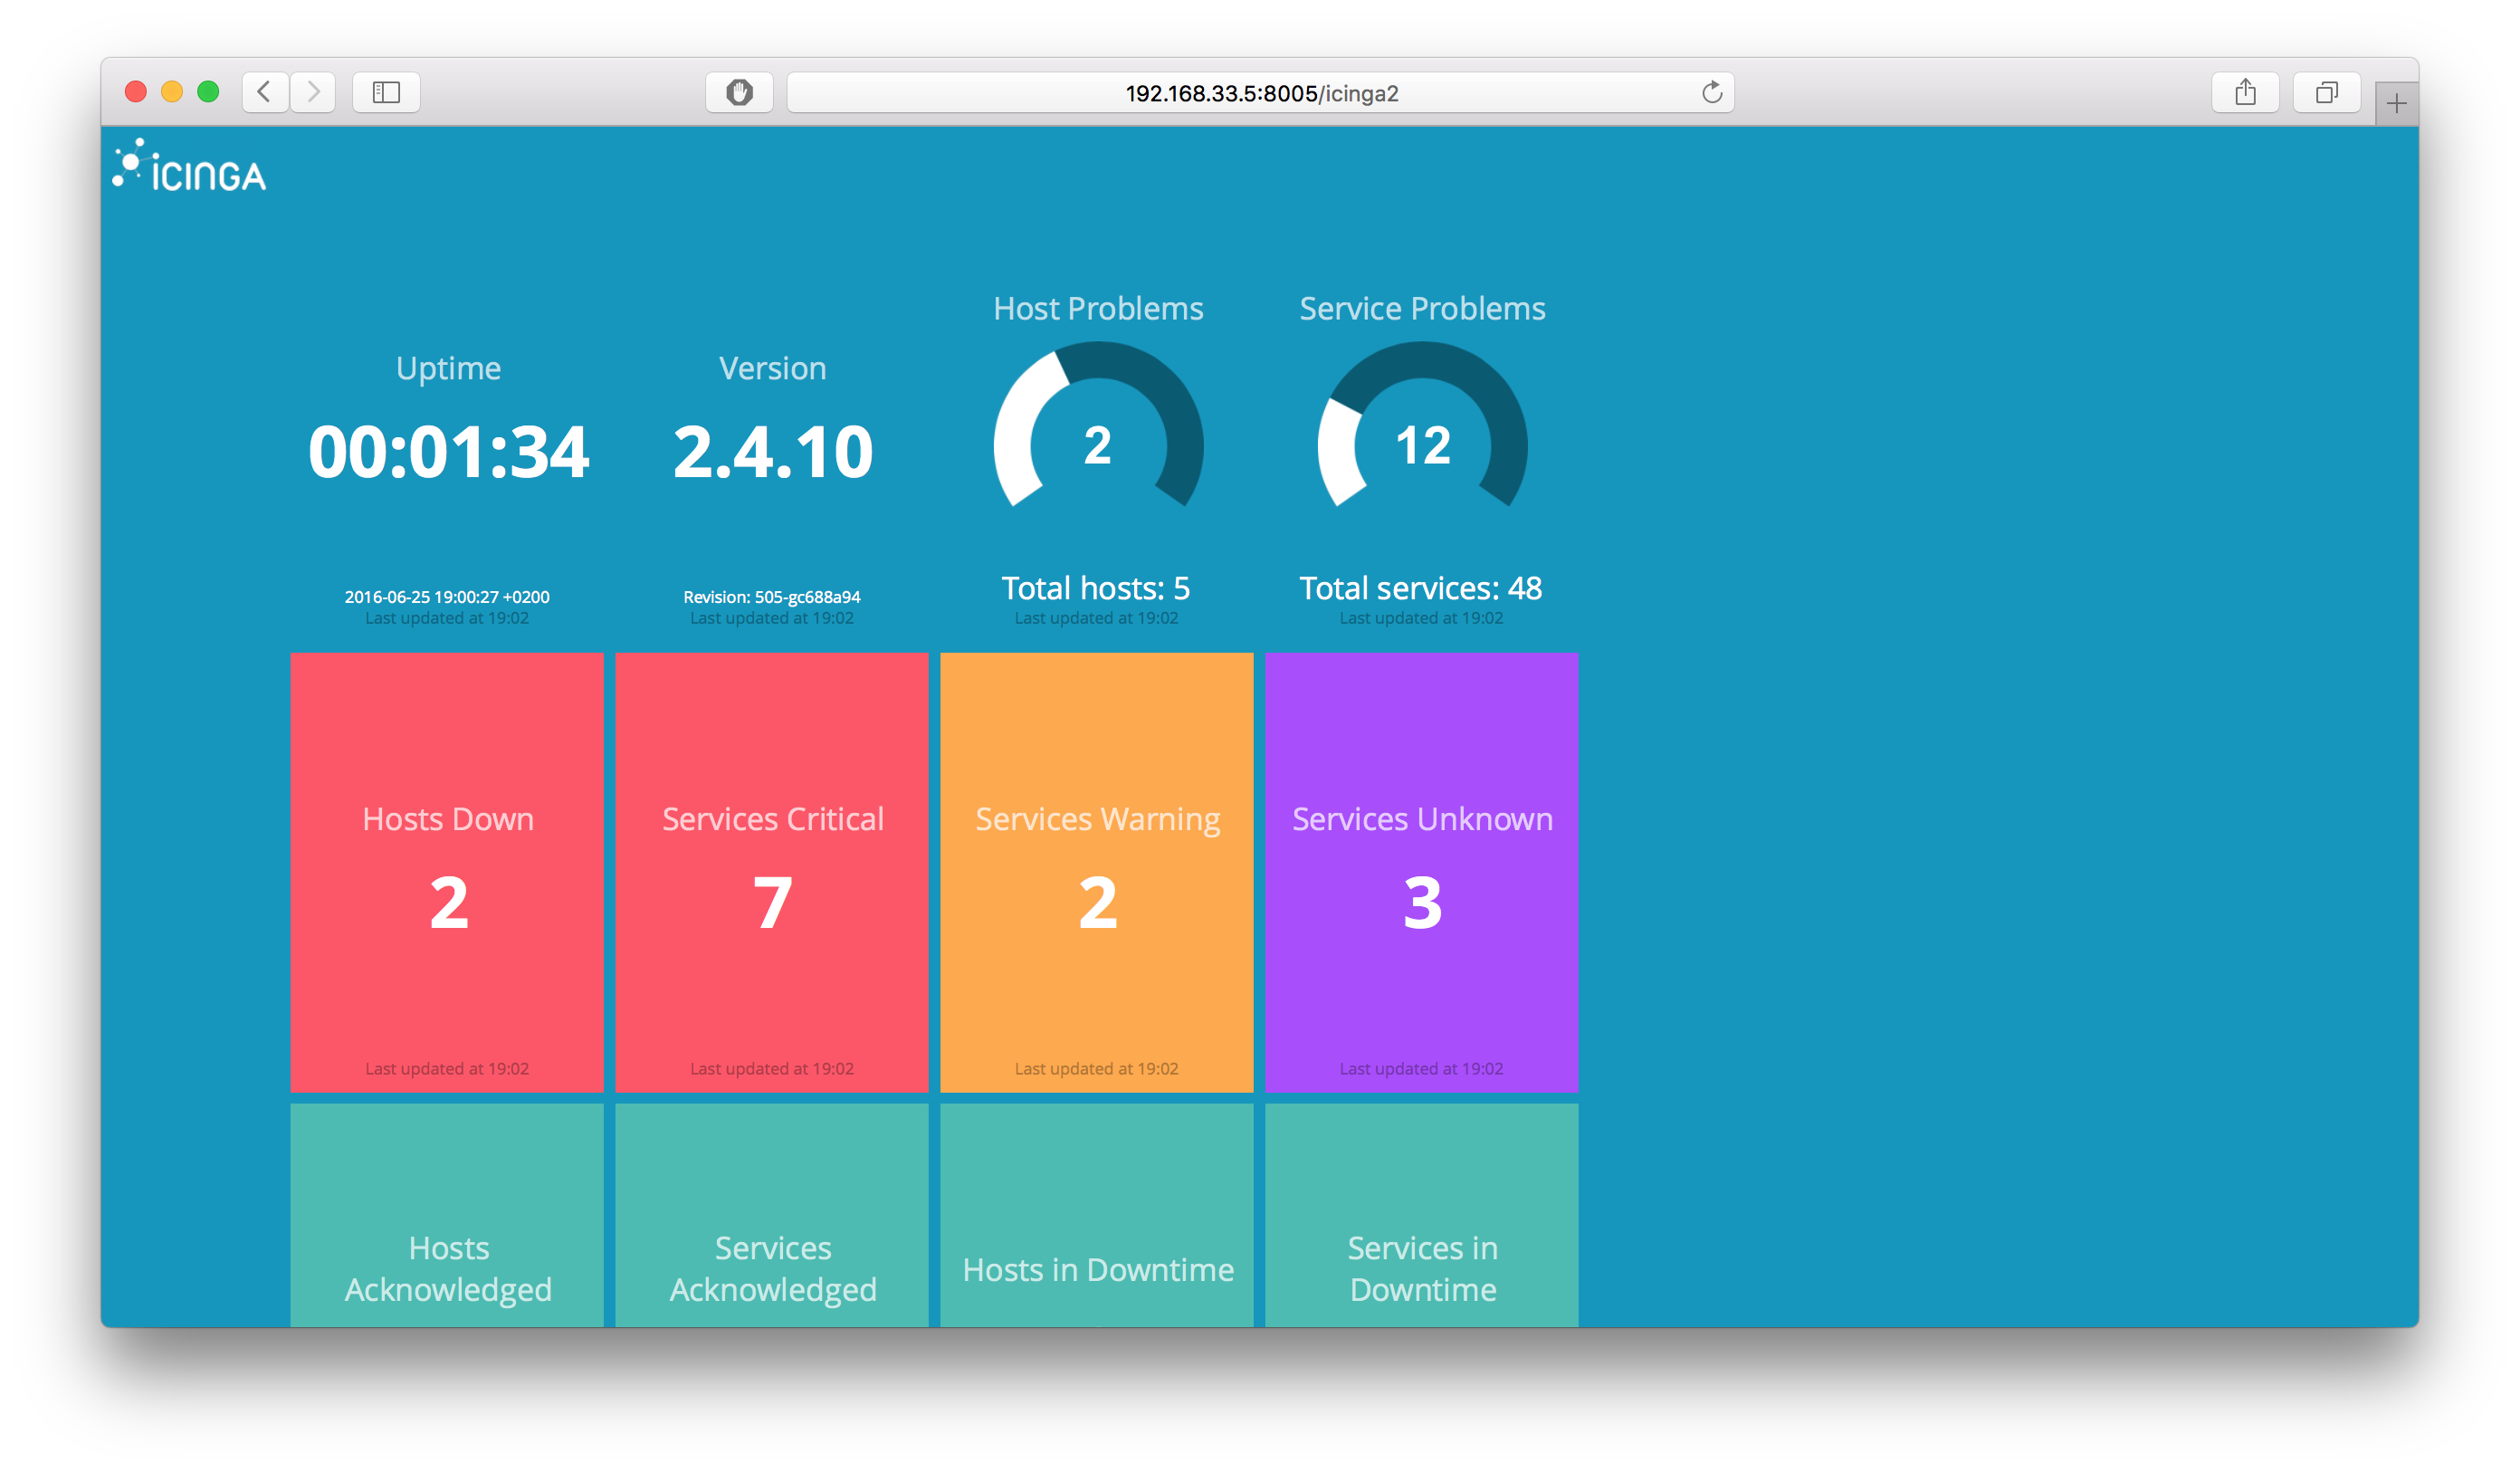 192.168.33.5:8005/icinga2
icinga
Uptime
00:01:34
2016-06-25 19:00:27 +0200
Last updated at 19:02
Version
2.4.10
Revision: 505-gc688a94
Last updated at 19:02
Host Problems
2
Total hosts: 5
Last updated at 19:02
Service Problems
12
Total services: 48
Last updated at 19:02
Hosts Down
2
Last updated at 19:02
Services Critical
7
Last updated at 19:02
Services Warning
2
Last updated at 19:02
Services Unknown
3
Last updated at 19:02
Hosts
Acknowledged
Services
Acknowledged
Hosts in Downtime
Services in
Downtime